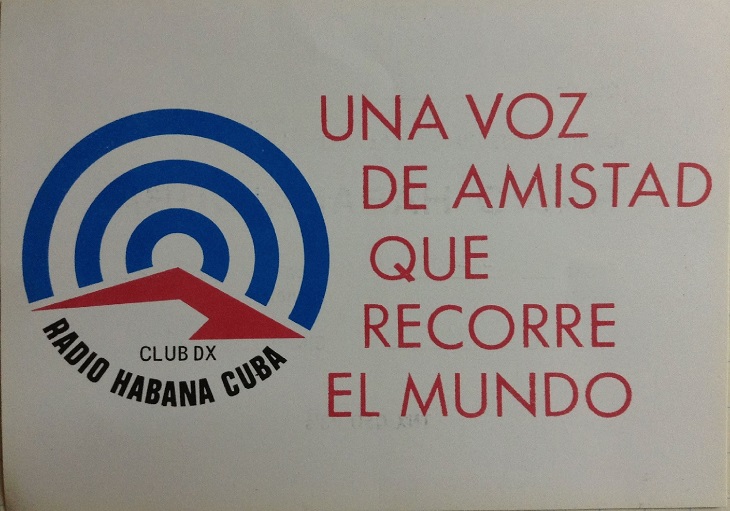 UNA VOZ
DE AMISTAD
QUE
RECORRE
EL MUNDO
CLUB DX
RADIO HABANA CUBA